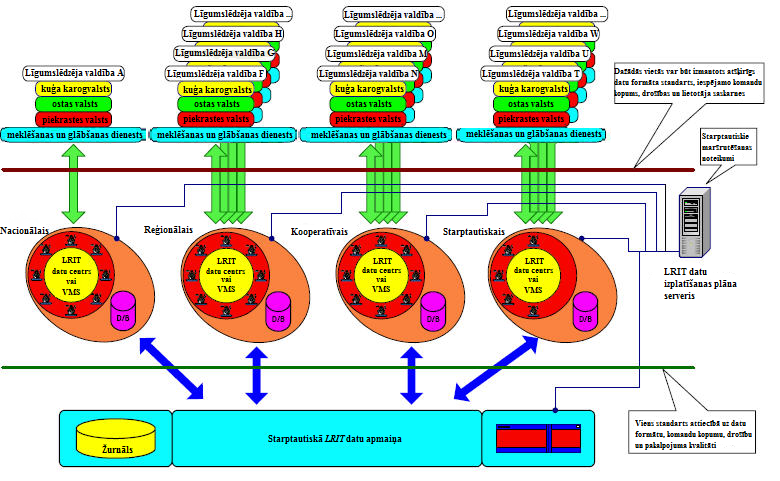 Līgumslēdzēja valdība ...
Līgumslēdzēja valdība H
Līgumslēdzēja valdība G
Līgumslēdzēja valdība F
kuģa karogvalsts
ostas valsts
piekrastes valsts
meklēšanas un glābšanas dienests
Līgumslēdzēja valdība A
kuģa karogvalsts
ostas valsts
piekrastes valsts
meklēšanas un glābšanas dienests
Līgumslēdzēja valdība ...
Līgumslēdzēja valdība O
Līgumslēdzēja valdība M
Līgumslēdzēja valdība N
kuģa karogvalsts
ostas valsts
piekrastes valsts
meklēšanas un glābšanas dienests
Līgumslēdzēja valdība ...
Līgumslēdzēja valdība W
Līgumslēdzēja valdība U
Līgumslēdzēja valdība T
kuģa karogvalsts
ostas valsts
piekrastes valsts
meklēšanas un glābšanas dienests
Dažādās vietās var būt izmantots atšķirīgs
datu formāta standarts, iespējamo komandu
kopums, drošības un lietotāja saskarnes
Starptautiskie
maršrutēšanas
noteikumi
Nacionālais
Reģionālais
Kooperatīvais
Starptautiskais
LRIT
datu centrs
vai
VMS
D/B
LRIT
datu centrs
vai
VMS
D/B
LRIT
datu centrs
vai
VMS
D/B
LRIT
datu centrs
vai
VMS
D/B
LRIT datu
izplatīšanas plāna
serveris
Žurnāls
Starptautiskā LRIT datu apmaiņa
Viens standarts attiecībā uz datu
formātu, komandu kopumu, drošību
un pakalpojuma kvalitāti